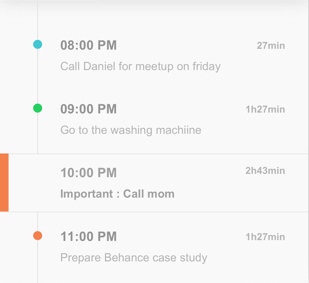 08:00 PM 27min
Call Daniel for meetup on friday
09:00 PM 1h27min
Go to the washing machiine
10:00 PM 2h43min
Important : Call mom
11:00 PM 1h27min
Prepare Behance case study